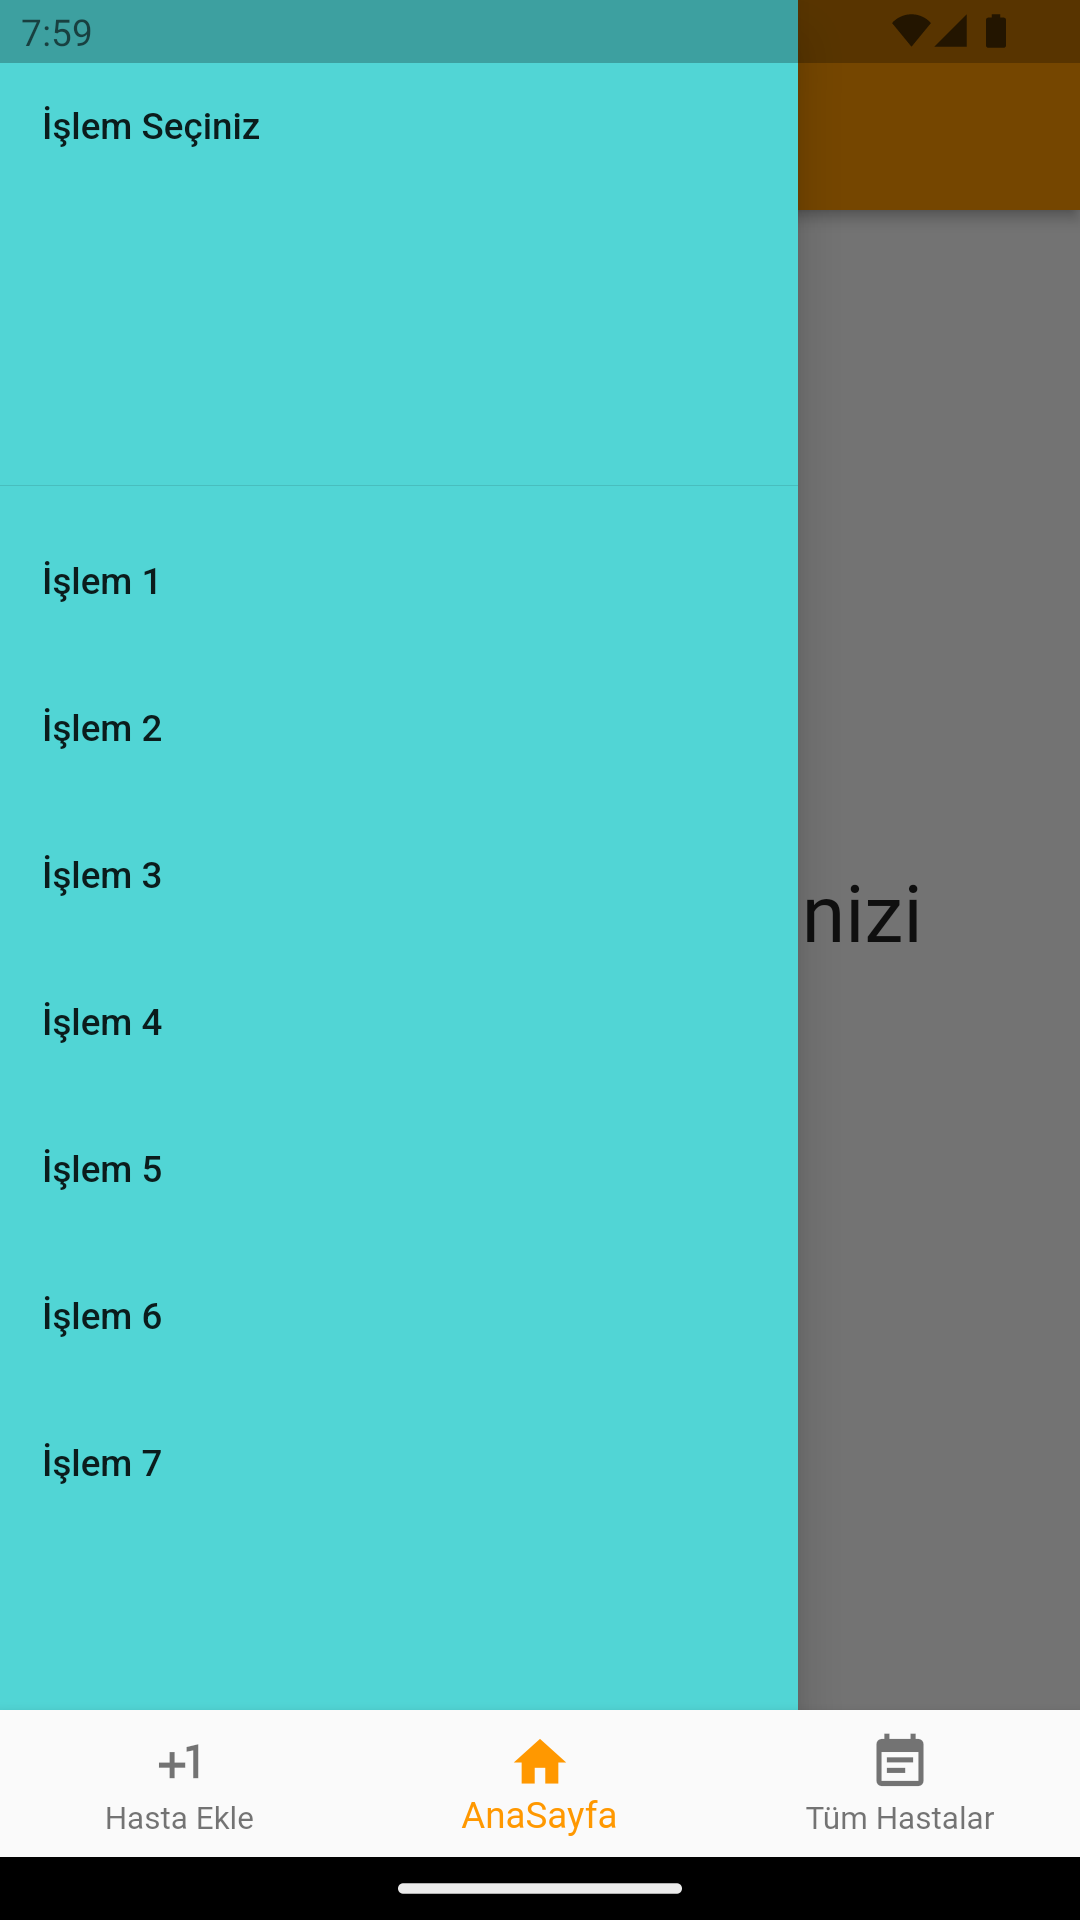 7:59
İşlem Seçiniz
İşlem 1
İşlem 2
İşlem 3
nizi
İşlem 4
İşlem 5
İşlem 6
İşlem 7
+1
Hasta Ekle
AnaSayfa
Tüm Hastalar